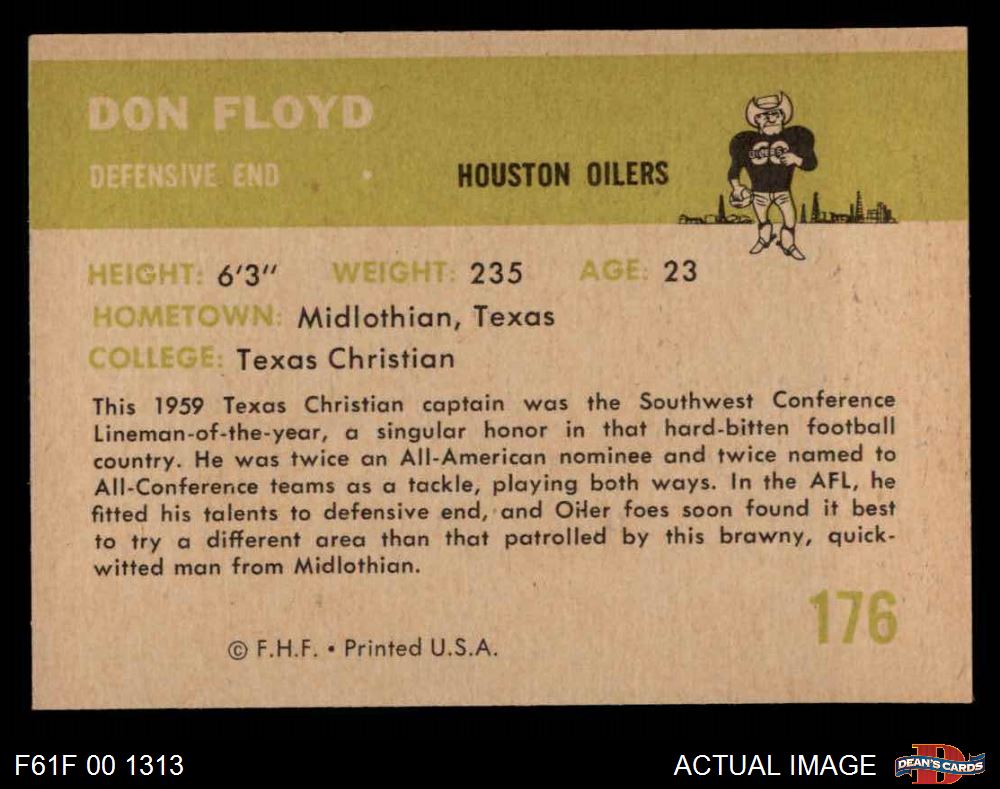 DON FLOYD
DEFENSIVE END
HOUSTON OILERS
OILERS
HEIGHT: 6'3" WEIGHT: 235 AGE: 23
HOMETOWN: Midlothian, Texas
COLLEGE: Texas Christian
This 1959 Texas Christian captain was the Southwest Conference
Lineman-of-the-year, a singular honor in that hard-bitten football
country. He was twice an All-American nominee and twice named to
All-Conference teams as a tackle, playing both ways. In the AFL, he
fitted his talents to defensive end, and Oiler foes soon found it best
to try a different area than that patrolled by this brawny, quick-
witted man from Midlothian.
176
© F.H.F. • Printed U.S.A.
F61F 00 1313
ACTUAL IMAGE
D
DEAN'S CARDS